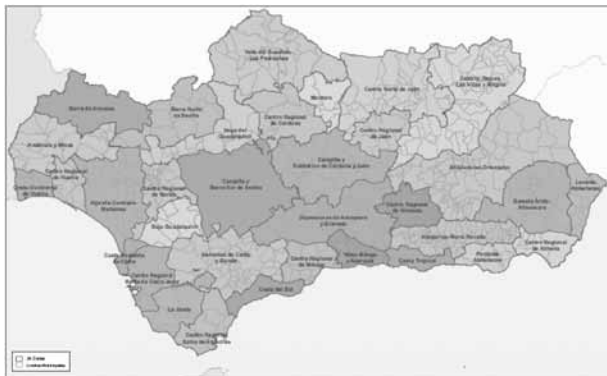 Valle del Guadiato
Los Pedroches
Sierra de Aracena
Sierra Norte
de Sevilla
Montoro
Centro Norte de Jaén
Cazorla, Segura,
Las Villas y Mágina
Andévalo y Minas
Vega del
Guadalquivir
Centro Regional
de Córdoba
Centro Regional
de Jaén
Centro Regional
de Huelva
Costa Occidental
de Huelva
Aljarafe Condado-
Marismas
Centro Regional
de Sevilla
Campiña y
Sierra Sur de Sevilla
Campiña y
Subbética de Córdoba y Jaén
Altiplanicies Orientales
Levante
Almeriense
Bajo Guadalquivir
Depresiones de Antequera
y Granada
Centro Regional
de Granada
Alpujarras-Sierra Nevada
Centro Regional
de Almería
Poniente
Almeriense
Costa Noroeste
de Cádiz
Serranías de Cádiz
y Ronda
Centro Regional
de Málaga
Vélez-Málaga
y Axarquía
Costa Tropical
Centro Regional
Bahía de Cádiz-Jerez
Costa del Sol
La Janda
Centro Regional
Bahía de Algeciras